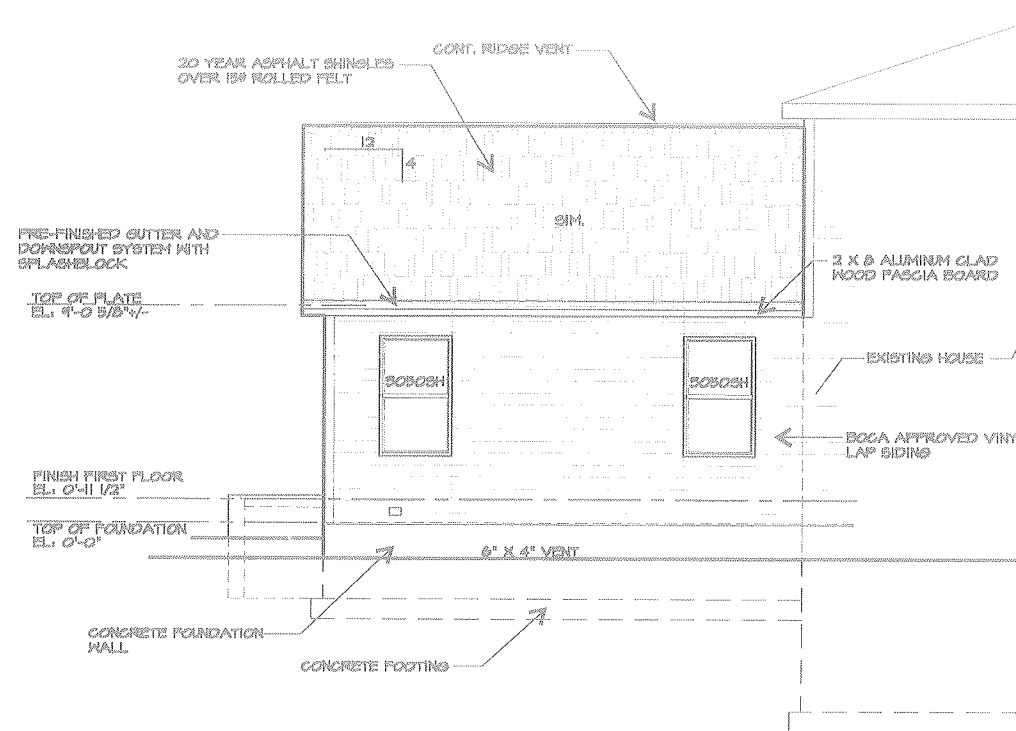 CONT. RIDGE VENT
20 YEAR ASPHALT SHINGLES
OVER 15# ROLLED FELT
12
4
SIM.
PRE-FINISHED GUTTER AND
DOWNSPOUT SYSTEM WITH
SPLASHBLOCK
2 X 8 ALUMINUM CLAD
WOOD FASCIA BOARD
TOP OF PLATE
EL: 9'-0 5/8"+/-
EXISTING HOUSE
3050SH
3050SH
BOCA APPROVED VINY
LAP SIDING
FINISH FIRST FLOOR
EL: 0'-11 1/2"
TOP OF FOUNDATION
EL: 0'-0"
6" X 4" VENT
CONCRETE FOUNDATION
WALL
CONCRETE FOOTING